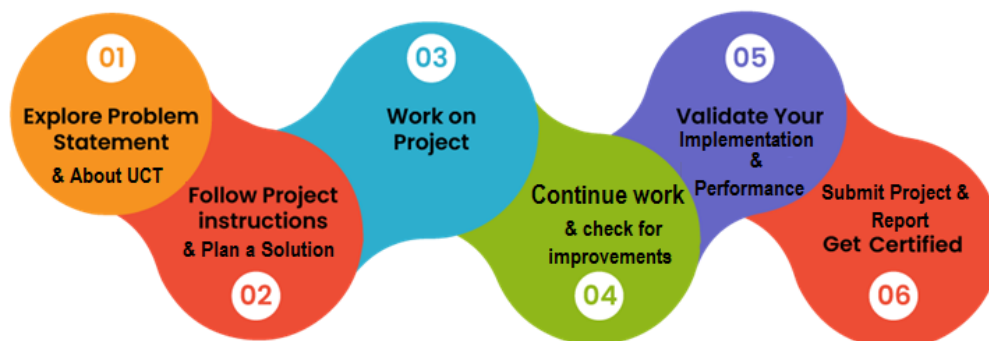 01
Explore Problem
Statement
& About UCT
Follow Project
instructions
& Plan a Solution
02
03
Work on
Project
Continue work
& check for
improvements
04
05
Validate Your
Implementation
&
Performance
Submit Project &
Report
Get Certified
06